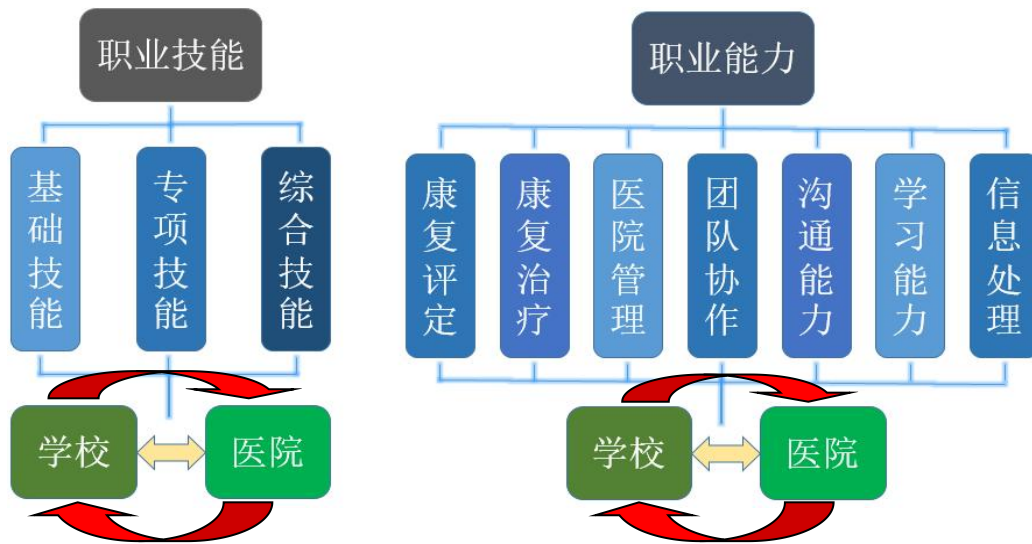 职业技能
基础技能
专项技能
综合技能
学校
医院
职业能力
康复评定
康复治疗
医院管理
团队协作
沟通能力
学习能力
信息处理
学校
医院